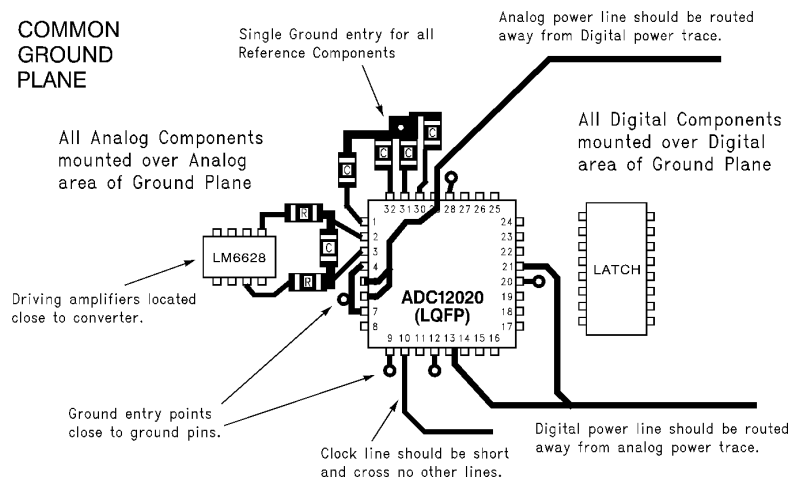 COMMON
GROUND
PLANE
Single Ground entry for all
Reference Components
Analog power line should be routed
away from Digital power trace.
All Analog Components
mounted over Analog
area of Ground Plane
All Digital Components
mounted over Digital
area of Ground Plane
C
C
C
C
R
C
R
LM6628
32 31 30 29 28 27 26 25
1
2
3
4
7
8
24
23
22
21
20
19
18
17
ADC12020
(LQFP)
9 10 11 12 13 14 15 16
LATCH
Driving amplifiers located
close to converter.
Ground entry points
close to ground pins.
Clock line should be short
and cross no other lines.
Digital power line should be routed
away from analog power trace.